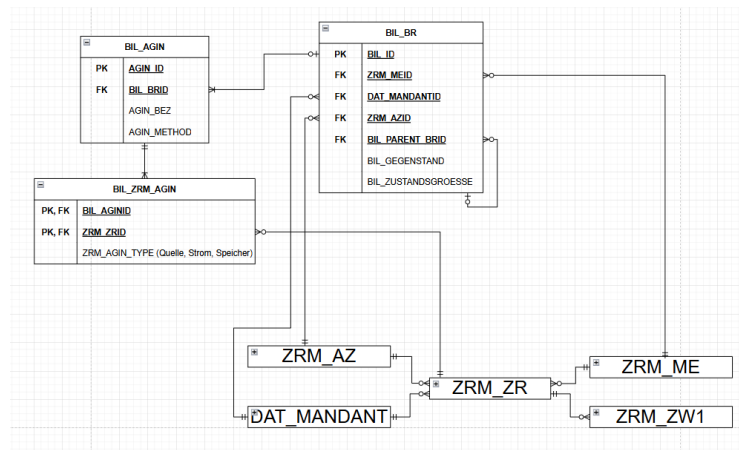 BIL_AGIN
PK AGIN_ID
FK BIL_BRID
AGIN_BEZ
AGIN_METHOD
BIL_BR
PK BIL_ID
FK ZRM_MEID
FK DAT_MANDANTID
FK ZRM_AZID
FK BIL_PARENT_BRID
BIL_GEGENSTAND
BIL_ZUSTANDSGROESSE
BIL_ZRM_AGIN
PK, FK BIL_AGINID
PK, FK ZRM_ZRID
ZRM_AGIN_TYPE (Quelle, Strom, Speicher)
ZRM_AZ
ZRM_ME
ZRM_ZR
DAT_MANDANT
ZRM_ZW1